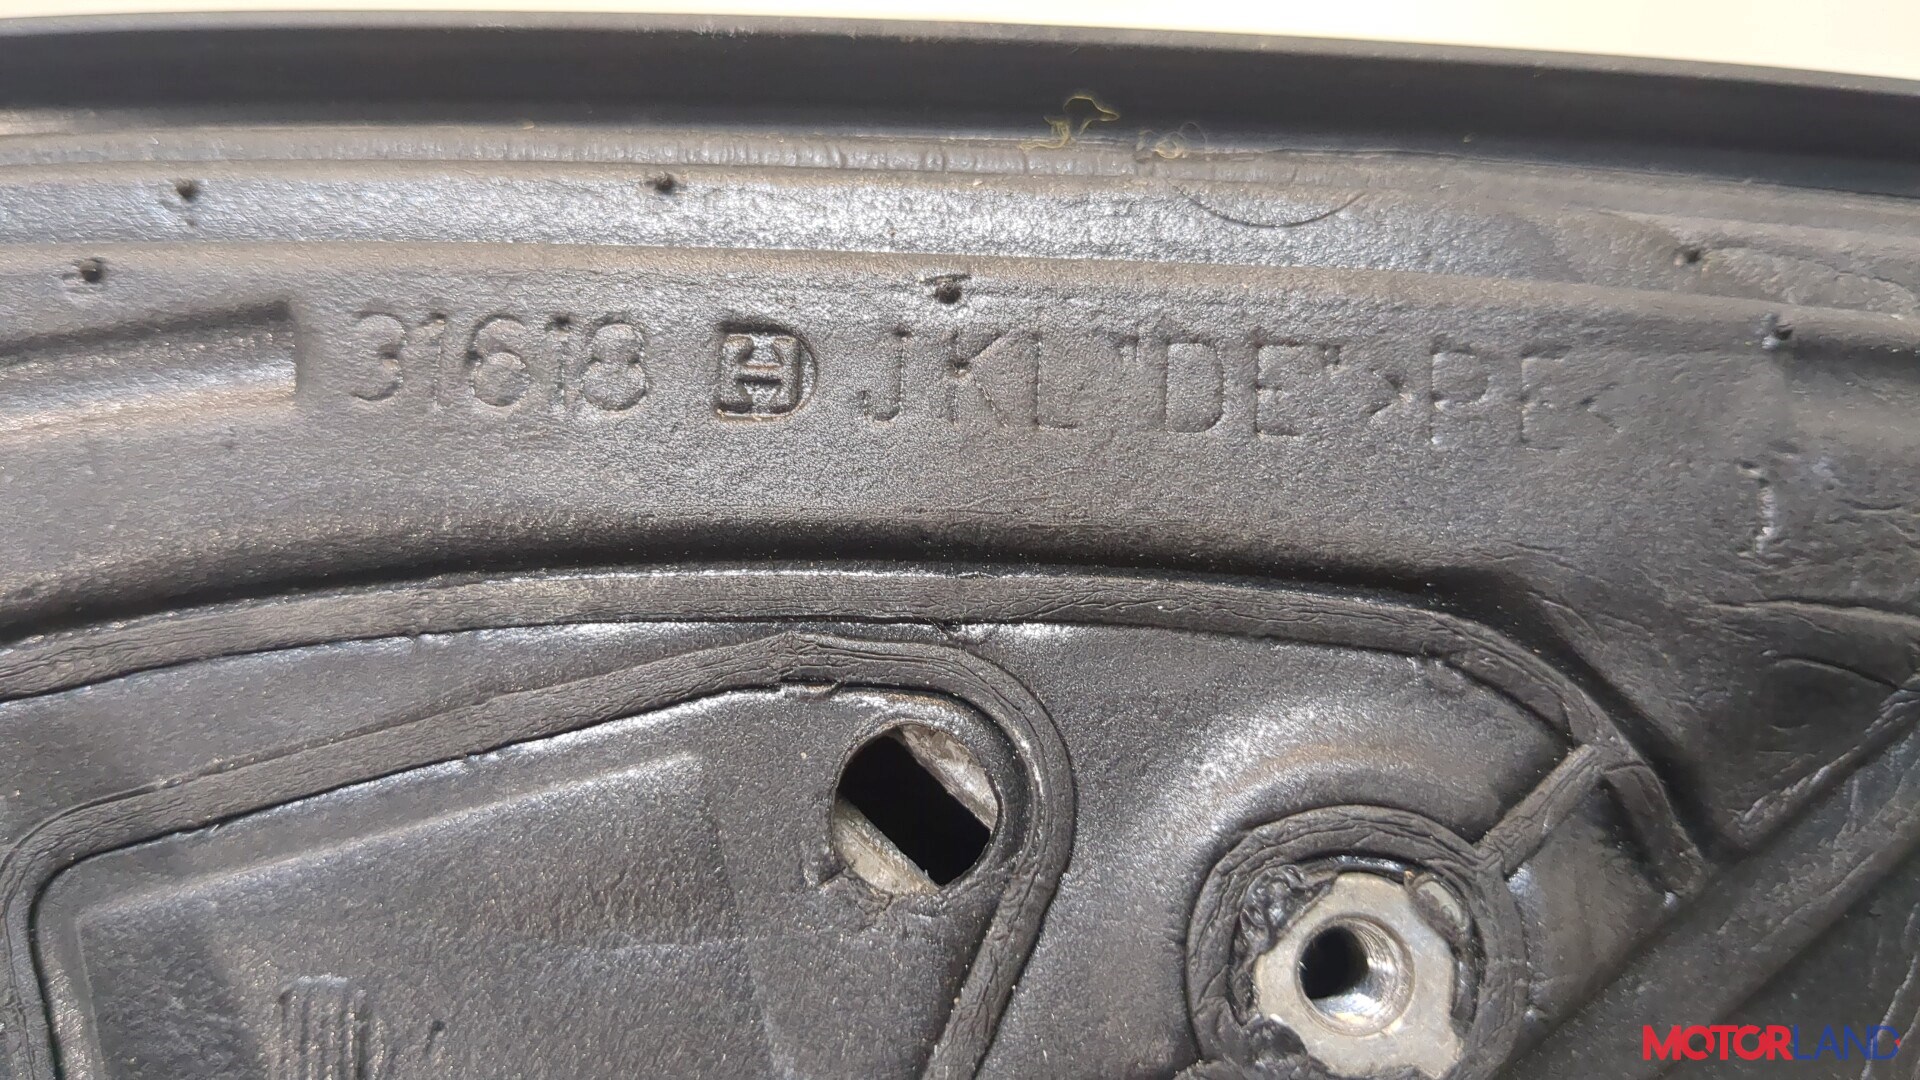 31618 H JKL "DE" >PE<
MOTORLAND